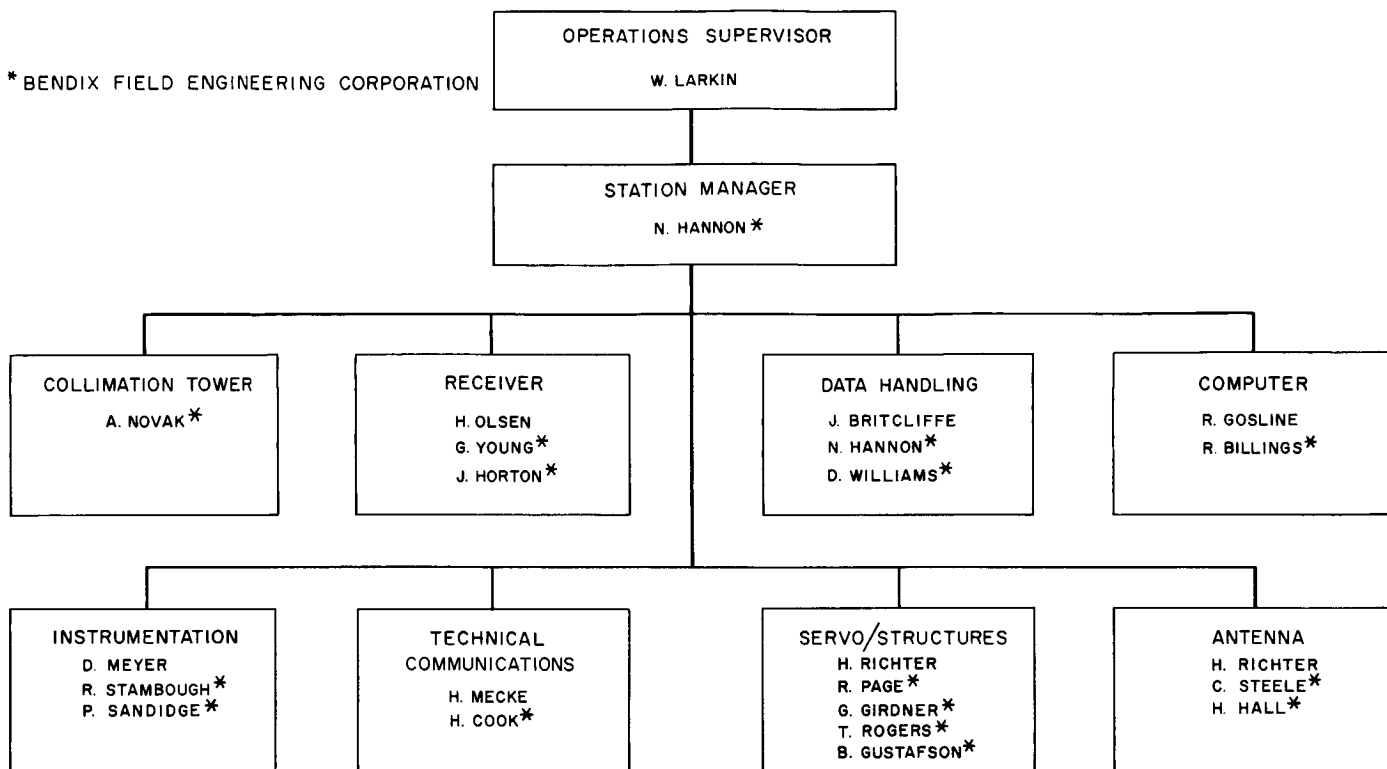 OPERATIONS SUPERVISOR
W. LARKIN
* BENDIX FIELD ENGINEERING CORPORATION
STATION MANAGER
N. HANNON *
COLLIMATION TOWER
A. NOVAK *
RECEIVER
H. OLSEN
G. YOUNG *
J. HORTON *
DATA HANDLING
J. BRITCLIFFE
N. HANNON *
D. WILLIAMS *
COMPUTER
R. GOSLINE
R. BILLINGS *
INSTRUMENTATION
D. MEYER
R. STAMBOUGH *
P. SANDIDGE *
TECHNICAL
COMMUNICATIONS
H. MECKE
H. COOK *
SERVO/STRUCTURES
H. RICHTER
R. PAGE *
G. GIRDNER *
T. ROGERS *
B. GUSTAFSON *
ANTENNA
H. RICHTER
C. STEELE *
H. HALL *